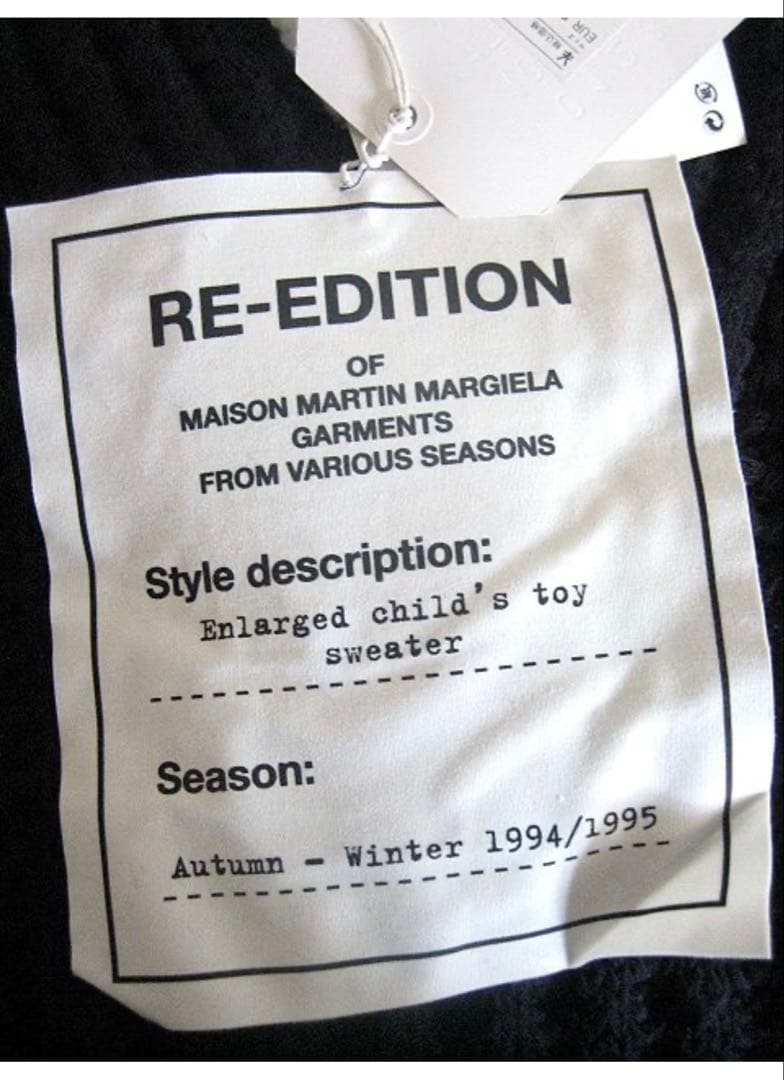 EUR
RE-EDITION
OF
MAISON MARTIN MARGIELA
GARMENTS
FROM VARIOUS SEASONS
Style description:
Enlarged child's toy
sweater
Season:
Autumn - Winter 1994/1995